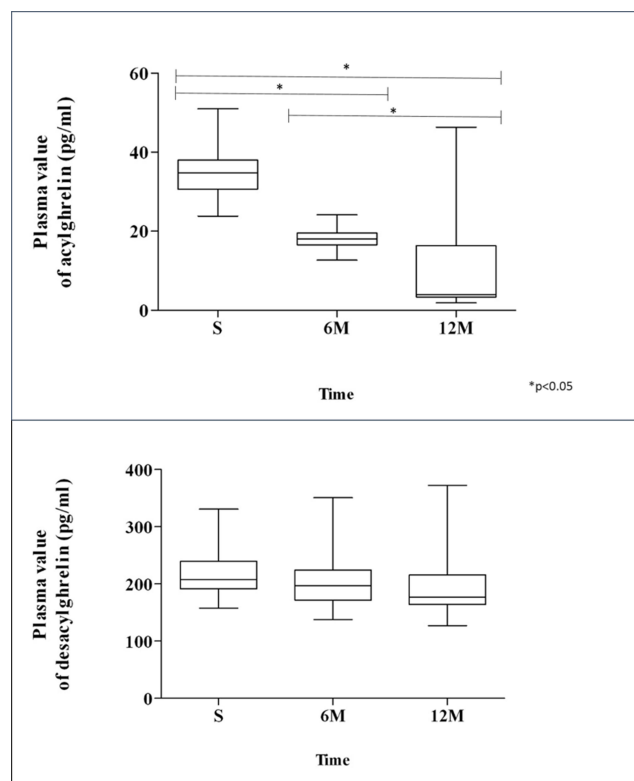 *
*
*
60
40
20
0
Plasma value
of acylghrelin (pg/ml)
S 6M 12M
Time
*p<0.05
400
300
200
100
0
Plasma value
of desacylghrelin (pg/ml)
S 6M 12M
Time